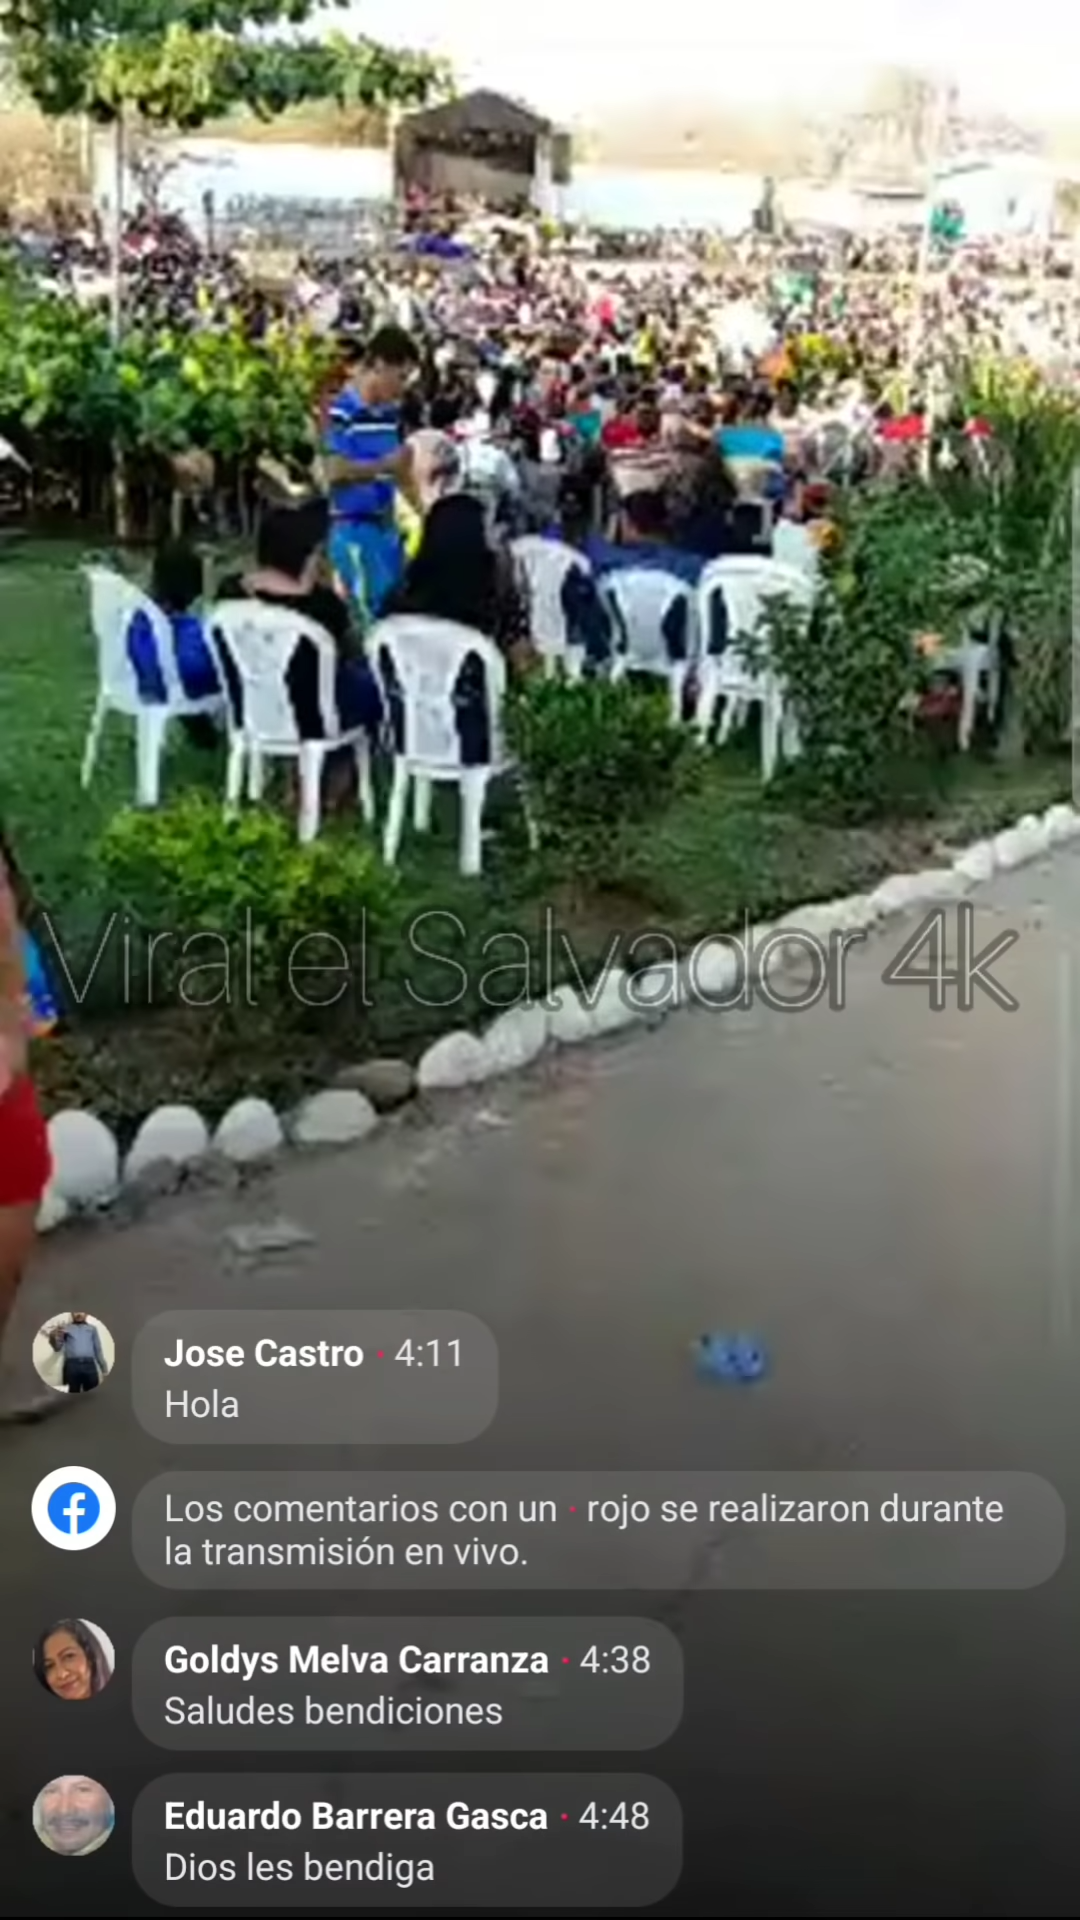 Viral el Salvador 4k
Jose Castro · 4:11
Hola
Los comentarios con un · rojo se realizaron durante
la transmisión en vivo.
Goldys Melva Carranza · 4:38
Saludes bendiciones
Eduardo Barrera Gasca · 4:48
Dios les bendiga